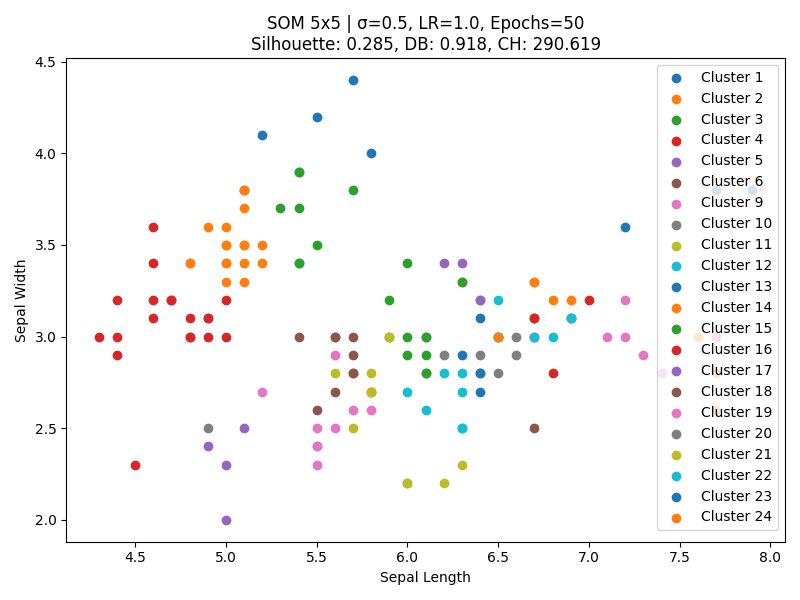 SOM 5x5 | σ=0.5, LR=1.0, Epochs=50
Silhouette: 0.285, DB: 0.918, CH: 290.619
4.5
4.0
3.5
3.0
2.5
2.0
Sepal Width
Cluster 1
Cluster 2
Cluster 3
Cluster 4
Cluster 5
Cluster 6
Cluster 9
Cluster 10
Cluster 11
Cluster 12
Cluster 13
Cluster 14
Cluster 15
Cluster 16
Cluster 17
Cluster 18
Cluster 19
Cluster 20
Cluster 21
Cluster 22
Cluster 23
Cluster 24
4.5 5.0 5.5 6.0 6.5 7.0 7.5 8.0
Sepal Length